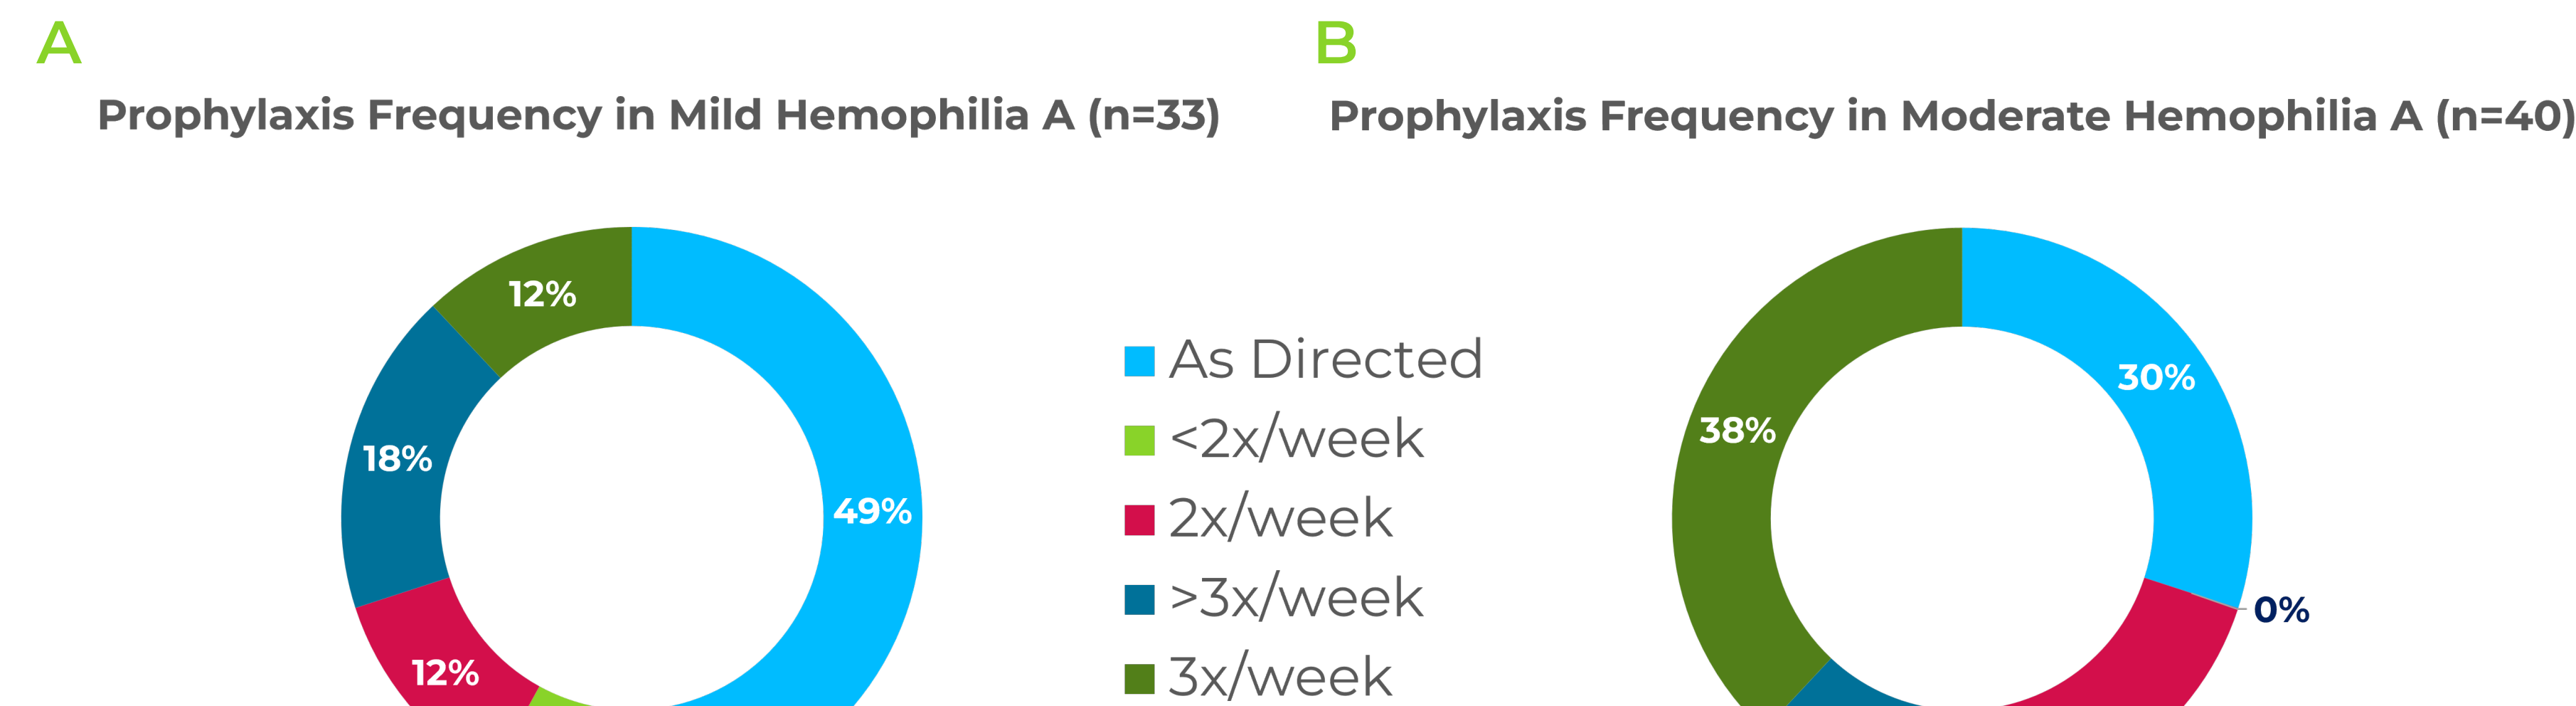 A
Prophylaxis Frequency in Mild Hemophilia A (n=33)
12%
18%
49%
12%
As Directed
<2x/week
2x/week
>3x/week
3x/week
B
Prophylaxis Frequency in Moderate Hemophilia A (n=40)
30%
38%
0%